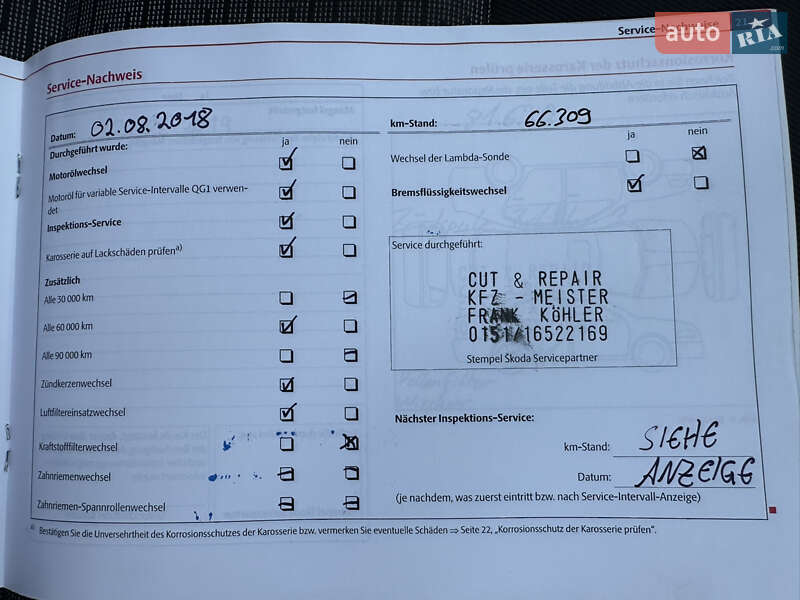 Service-Nachweise
auto RIA
21
.com
Service-Nachweis
Datum: 02.08.2018
km-Stand: 66.309
Durchgeführt wurde:
ja nein
ja nein
Motorölwechsel
Wechsel der Lambda-Sonde
Motoröl für variable Service-Intervalle QG1 verwen-
det
Bremsflüssigkeitswechsel
Inspektions-Service
Karosserie auf Lackschäden prüfen a)
Service durchgeführt:
Zusätzlich
CUT & REPAIR
KFZ - MEISTER
FRANK KÖHLER
0151/16522169
Stempel Škoda Servicepartner
Alle 30 000 km
Alle 60 000 km
Alle 90 000 km
Zündkerzenwechsel
Luftfiltereinsatzwechsel
Nächster Inspektions-Service:
Kraftstofffilterwechsel
km-Stand: SIEHE
Zahnriemenwechsel
Datum: ANZEIGE
Zahnriemen-Spannrollenwechsel
(je nachdem, was zuerst eintritt bzw. nach Service-Intervall-Anzeige)
a) Bestätigen Sie die Unversehrtheit des Korrosionsschutzes der Karosserie bzw. vermerken Sie eventuelle Schäden ⇒ Seite 22, „Korrosionsschutz der Karosserie prüfen“.